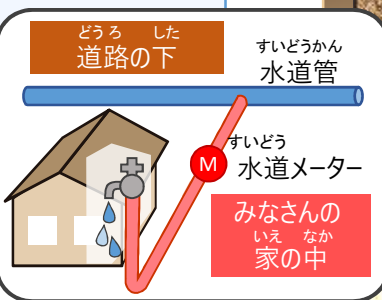 どうろ した
道路の下
すいどうかん
水道管
すいどう
水道メーター
M
みなさんの
いえ なか
家の中